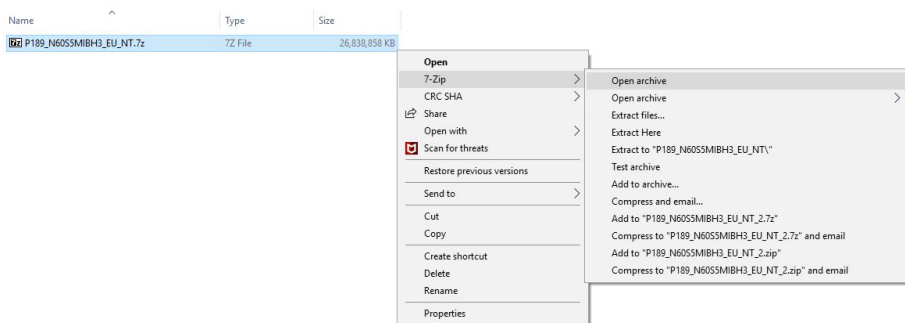 Name Type Size
P189_N60S5MIBH3_EU_NT.7z 7Z File 26,838,858 KB
Open
7-Zip
CRC SHA
Share
Open with
Scan for threats
Restore previous versions
Send to
Cut
Copy
Create shortcut
Delete
Rename
Properties
Open archive
Open archive
Extract files...
Extract Here
Extract to "P189_N60S5MIBH3_EU_NT\"
Test archive
Add to archive...
Compress and email...
Add to "P189_N60S5MIBH3_EU_NT_2.7z"
Compress to "P189_N60S5MIBH3_EU_NT_2.7z" and email
Add to "P189_N60S5MIBH3_EU_NT_2.zip"
Compress to "P189_N60S5MIBH3_EU_NT_2.zip" and email